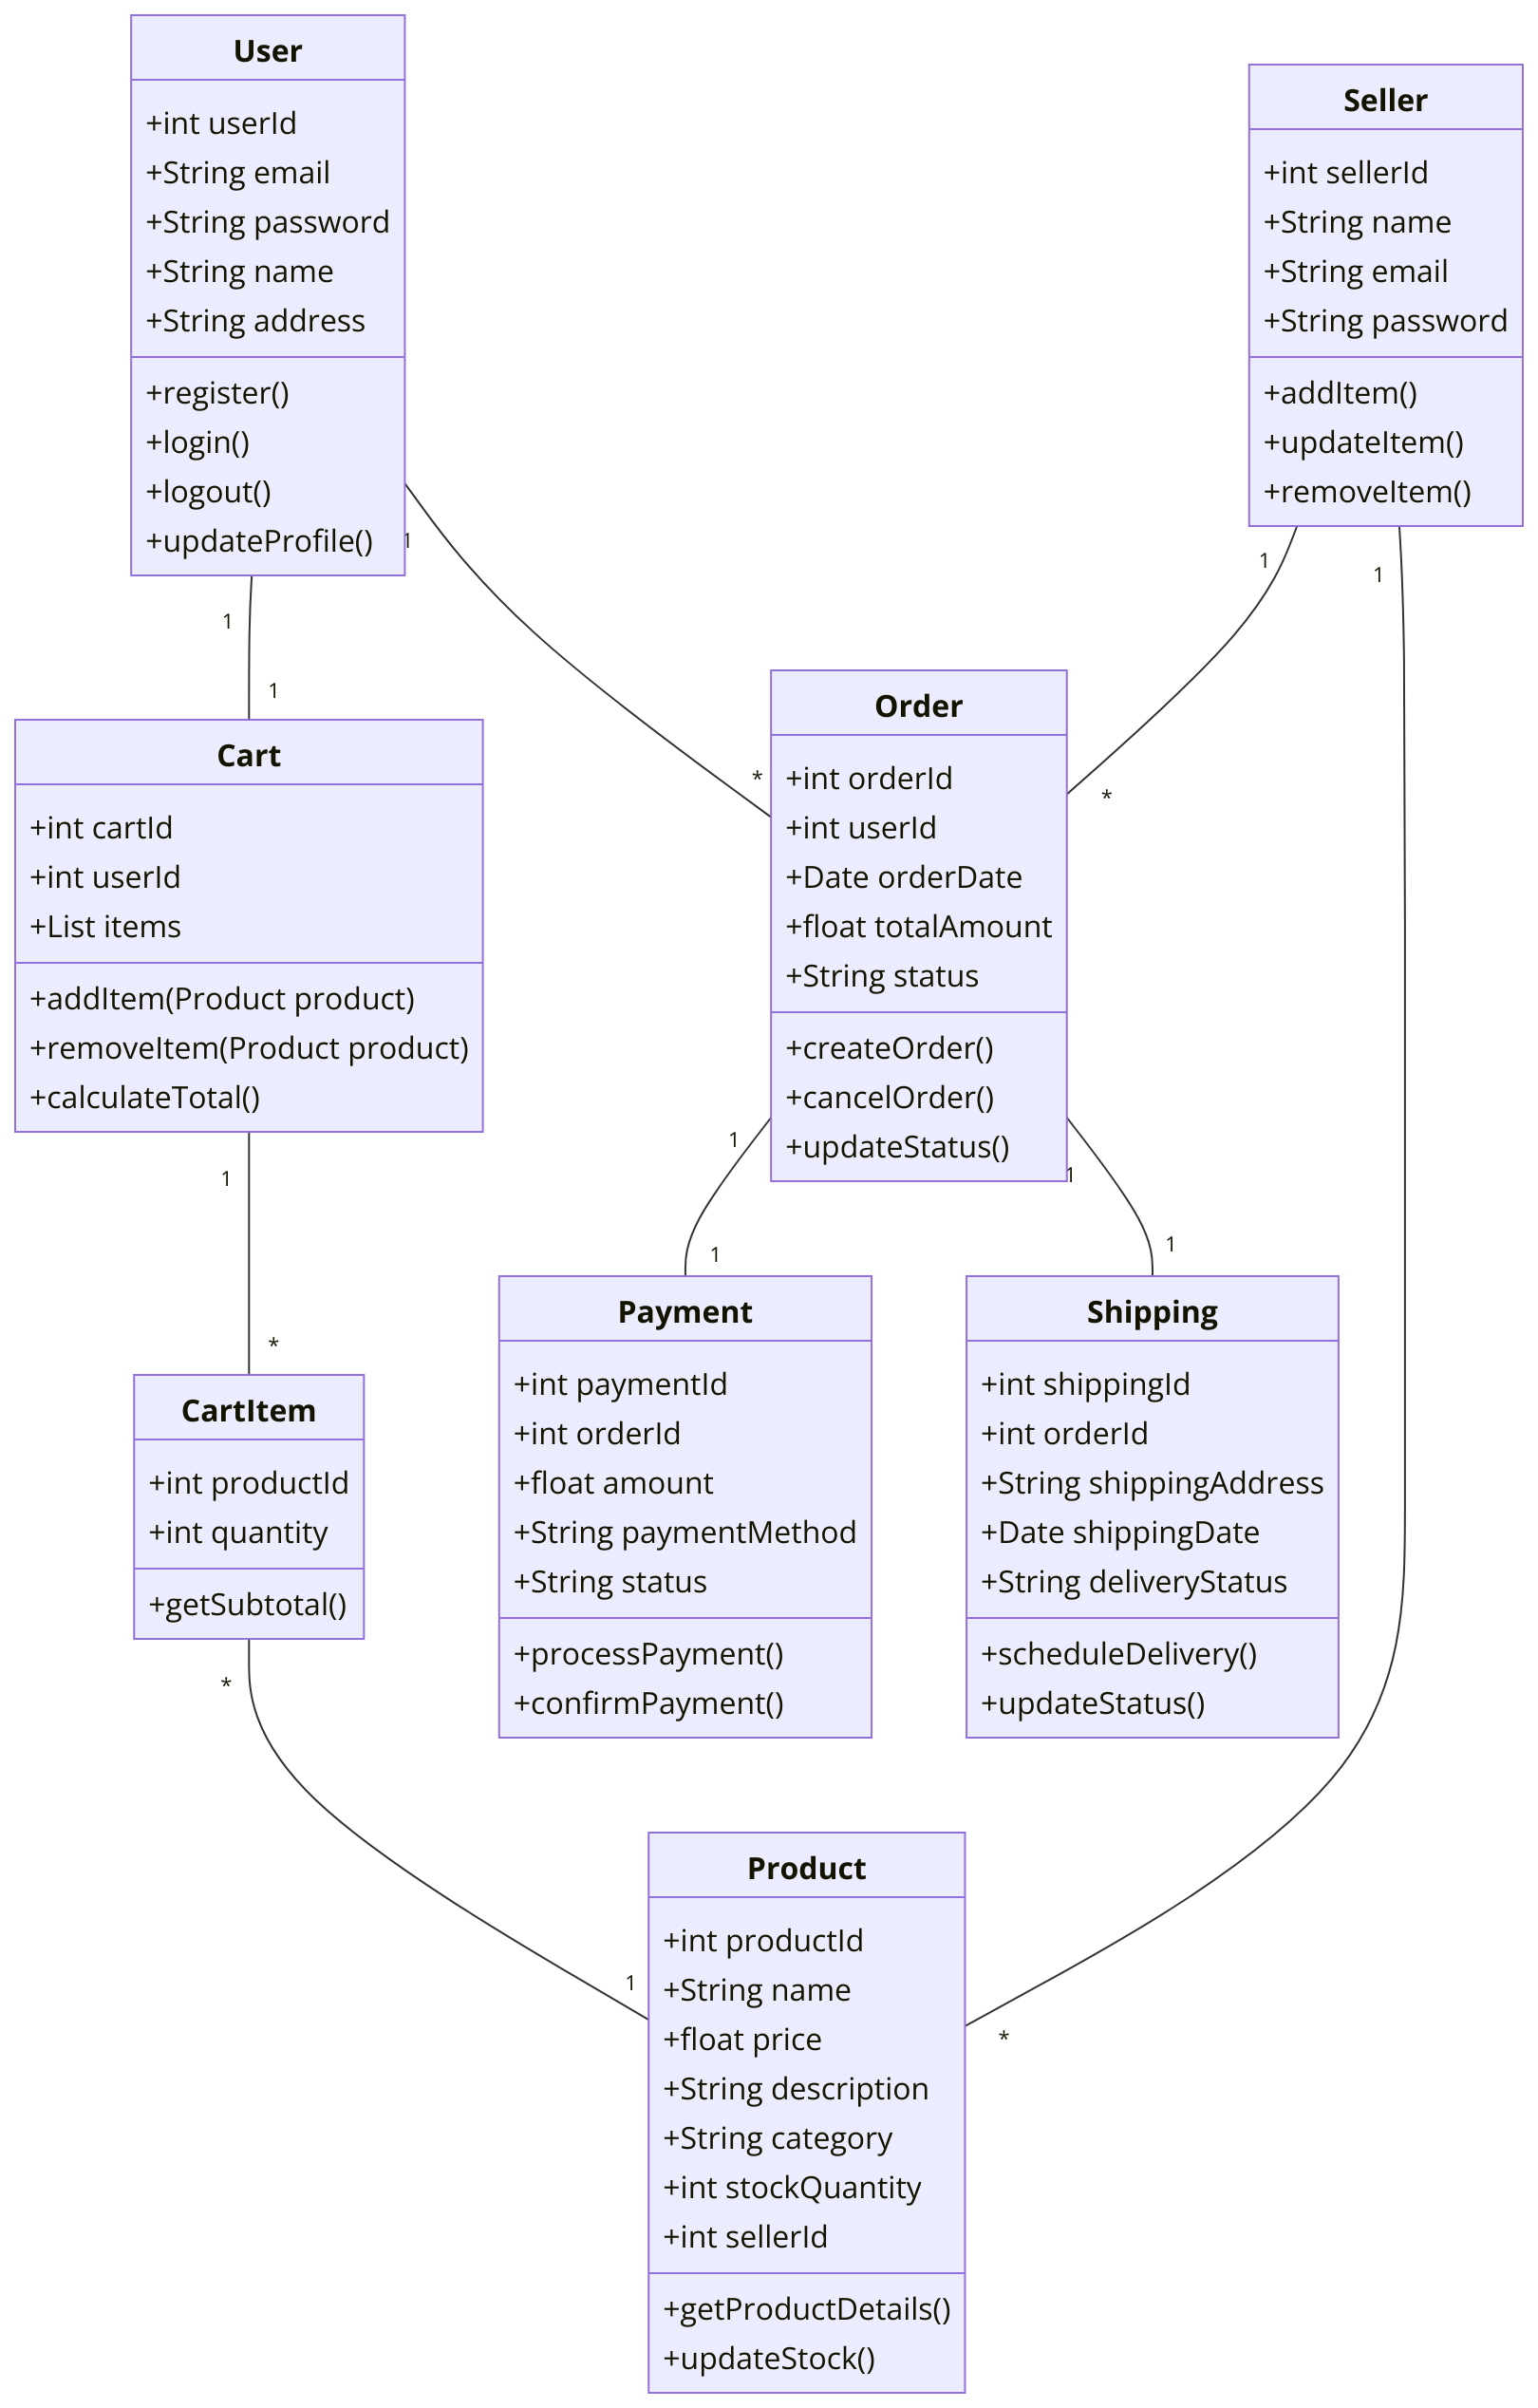 User
+int userId
+String email
+String password
+String name
+String address
+register()
+login()
+logout()
+updateProfile()
1
1
1
*
Seller
+int sellerId
+String name
+String email
+String password
+addItem()
+updateItem()
+removeItem()
1
*
1
*
Cart
+int cartId
+int userId
+List items
+addItem(Product product)
+removeItem(Product product)
+calculateTotal()
1
*
Order
+int orderId
+int userId
+Date orderDate
+float totalAmount
+String status
+createOrder()
+cancelOrder()
+updateStatus()
1
1
1
1
CartItem
+int productId
+int quantity
+getSubtotal()
*
1
Payment
+int paymentId
+int orderId
+float amount
+String paymentMethod
+String status
+processPayment()
+confirmPayment()
Shipping
+int shippingId
+int orderId
+String shippingAddress
+Date shippingDate
+String deliveryStatus
+scheduleDelivery()
+updateStatus()
Product
+int productId
+String name
+float price
+String description
+String category
+int stockQuantity
+int sellerId
+getProductDetails()
+updateStock()